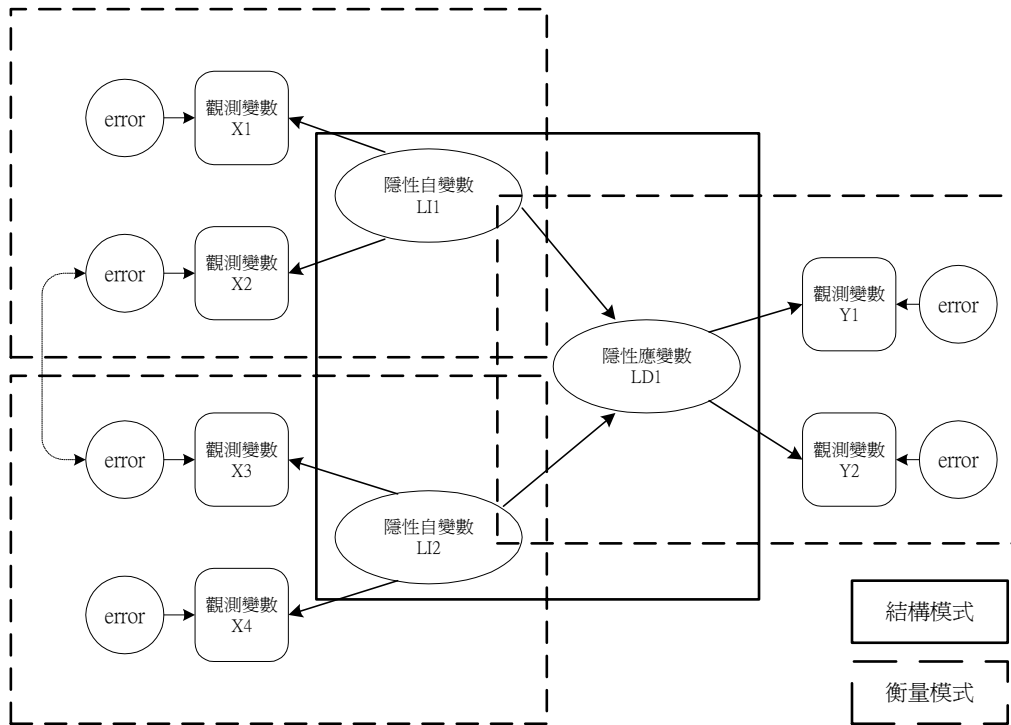 error
觀測變數
X1
隱性自變數
LI1
error
觀測變數
X2
觀測變數
Y1
error
隱性應變數
LD1
error
觀測變數
X3
觀測變數
Y2
error
隱性自變數
LI2
error
觀測變數
X4
結構模式
衡量模式